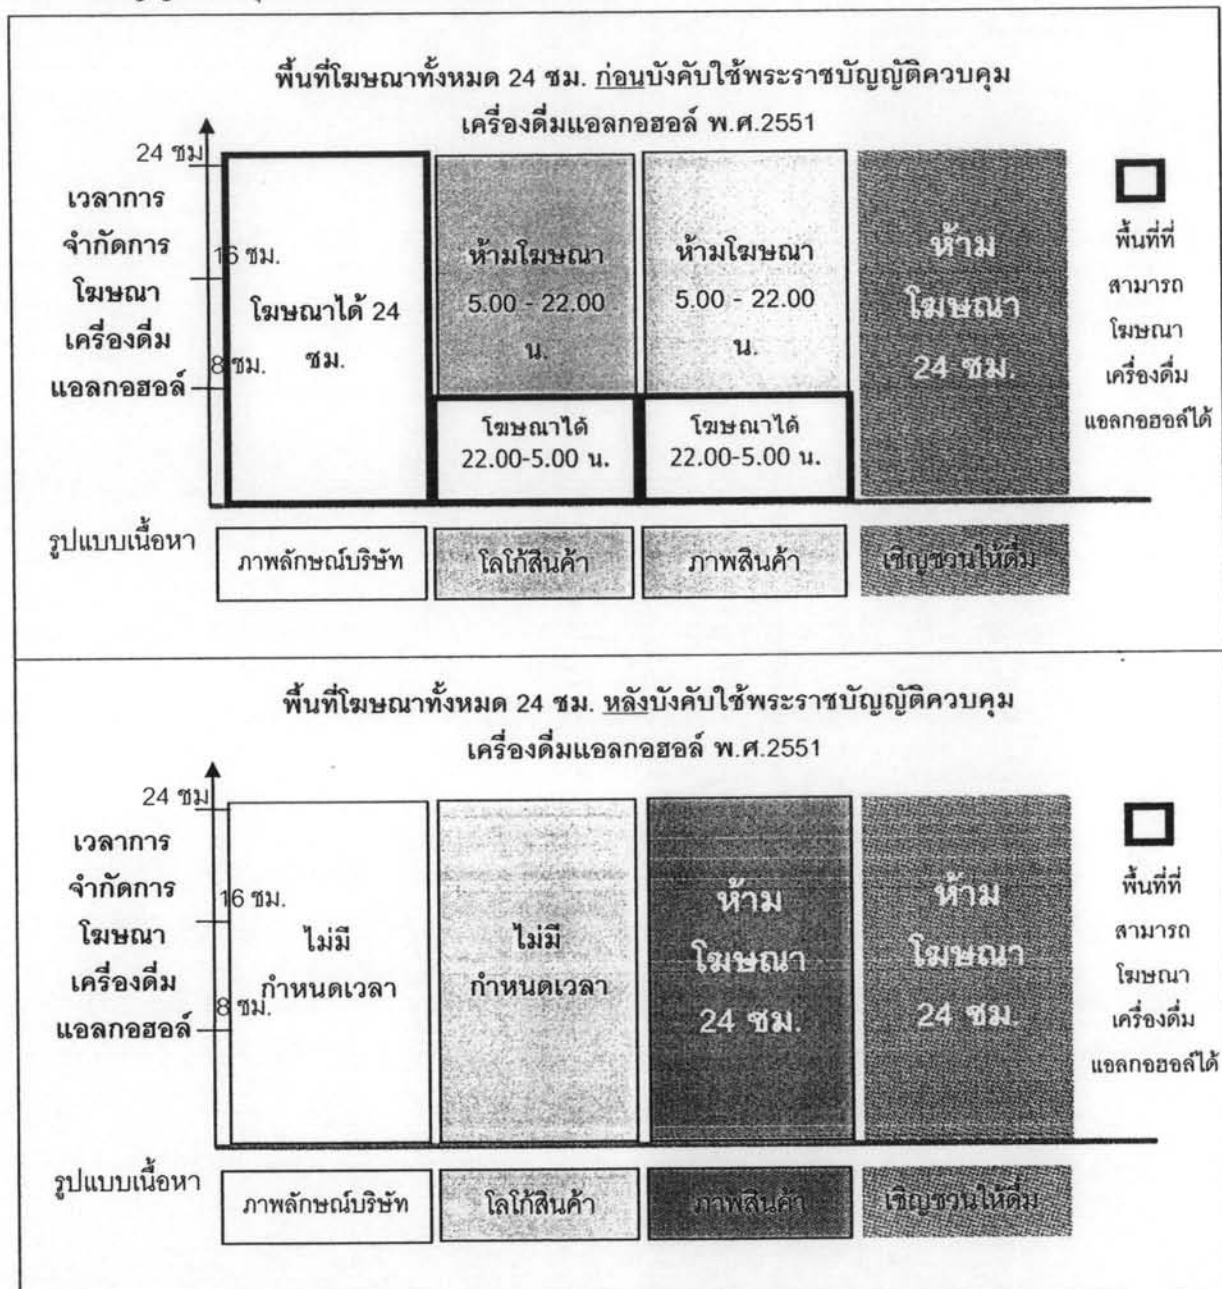 พื้นที่โฆษณาทั้งหมด 24 ชม. ก่อนบังคับใช้พระราชบัญญัติควบคุม
เครื่องดื่มแอลกอฮอล์ พ.ศ.2551
24 ชม
เวลาการ
จำกัดการ
โฆษณา
เครื่องดื่ม
แอลกอฮอล์
16 ชม.
8 ชม.
โฆษณาได้ 24
ชม.
ห้ามโฆษณา
5.00 - 22.00
น.
โฆษณาได้
22.00-5.00 น.
ห้ามโฆษณา
5.00 - 22.00
น.
โฆษณาได้
22.00-5.00 น.
ห้าม
โฆษณา
24 ชม.
พื้นที่ที่
สามารถ
โฆษณา
เครื่องดื่ม
แอลกอฮอล์ได้
รูปแบบเนื้อหา
ภาพลักษณ์บริษัท
โลโก้สินค้า
ภาพสินค้า
เชิญชวนให้ดื่ม
พื้นที่โฆษณาทั้งหมด 24 ชม. หลังบังคับใช้พระราชบัญญัติควบคุม
เครื่องดื่มแอลกอฮอล์ พ.ศ.2551
24 ชม
เวลาการ
จำกัดการ
โฆษณา
เครื่องดื่ม
แอลกอฮอล์
16 ชม.
8 ชม.
ไม่มี
กำหนดเวลา
ไม่มี
กำหนดเวลา
ห้าม
โฆษณา
24 ชม.
ห้าม
โฆษณา
24 ชม.
พื้นที่ที่
สามารถ
โฆษณา
เครื่องดื่ม
แอลกอฮอล์ได้
รูปแบบเนื้อหา
ภาพลักษณ์บริษัท
โลโก้สินค้า
ภาพสินค้า
เชิญชวนให้ดื่ม